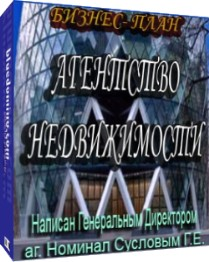 БИЗНЕС-ПЛАН
АГЕНТСТВО
НЕДВИЖИМОСТИ
Написан Генеральным Директором
аг. Номинал Сусловым Г.Е.